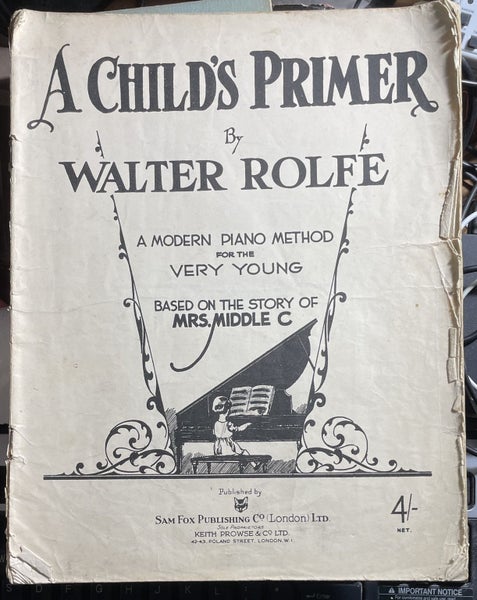 A CHILD'S PRIMER
By
WALTER ROLFE
A MODERN PIANO METHOD
FOR THE
VERY YOUNG
BASED ON THE STORY OF
MRS. MIDDLE C
Published by
SAM FOX PUBLISHING Co (London) LTD.
SOLE PROPRIETORS
KEITH PROWSE & Co LTD.
42-43, POLAND STREET, LONDON, W.1
4/-
NET.
S D F G H J K L
IMPORTANT NOTICE